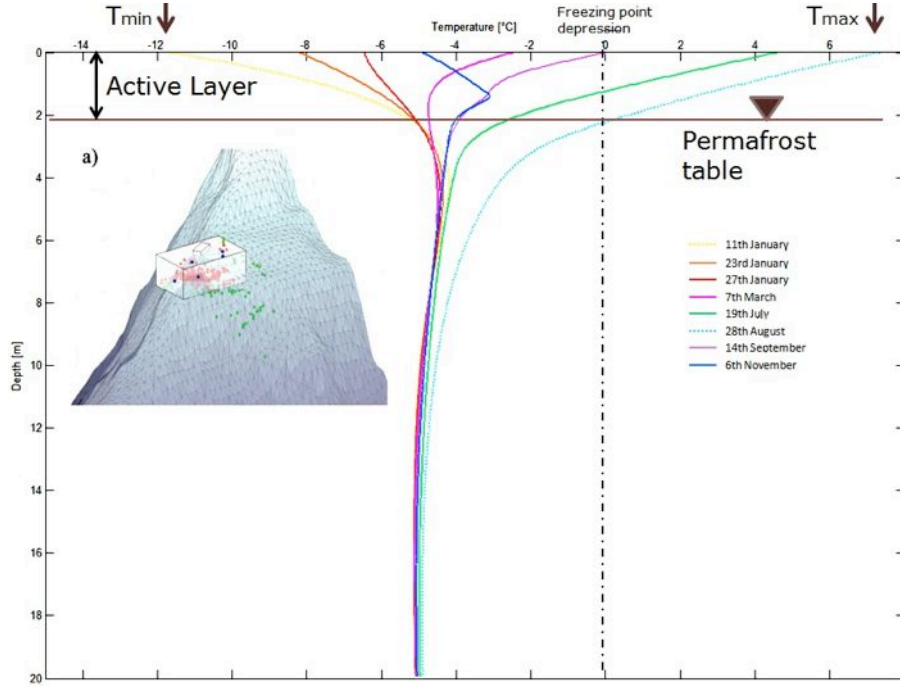 Tmin
Temperature [°C]
Freezing point
depression
Tmax
-14 -12 -10 -8 -6 -4 -2 0 2 4 6
0
Active Layer
2
Permafrost
table
a)
4
6
8
10
12
14
16
18
20
Depth [m]
11th January
23rd January
27th January
7th March
19th July
28th August
14th September
6th November